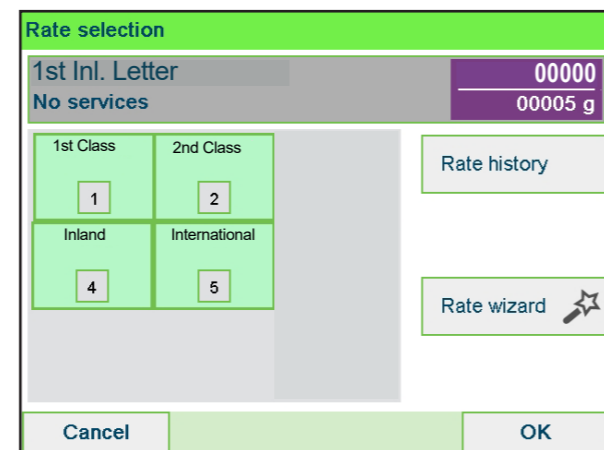 Rate selection
1st Inl. Letter
00000
No services
00005 g
1st Class
2nd Class
1
2
Inland
International
4
5
Rate history
Rate wizard
Cancel
OK